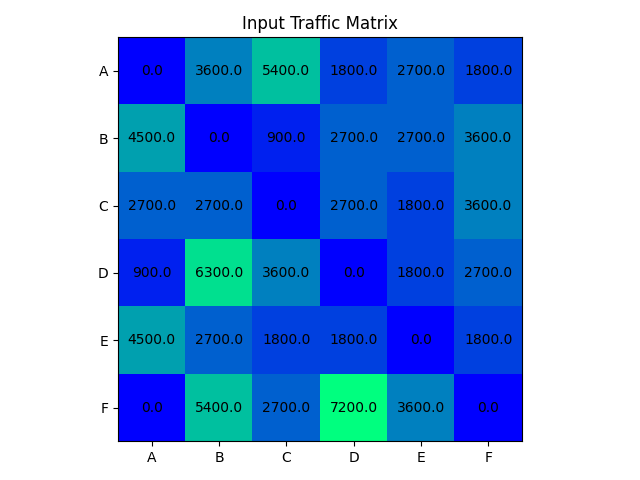 Input Traffic Matrix
A 0.0 3600.0 5400.0 1800.0 2700.0 1800.0
B 4500.0 0.0 900.0 2700.0 2700.0 3600.0
C 2700.0 2700.0 0.0 2700.0 1800.0 3600.0
D 900.0 6300.0 3600.0 0.0 1800.0 2700.0
E 4500.0 2700.0 1800.0 1800.0 0.0 1800.0
F 0.0 5400.0 2700.0 7200.0 3600.0 0.0
A B C D E F